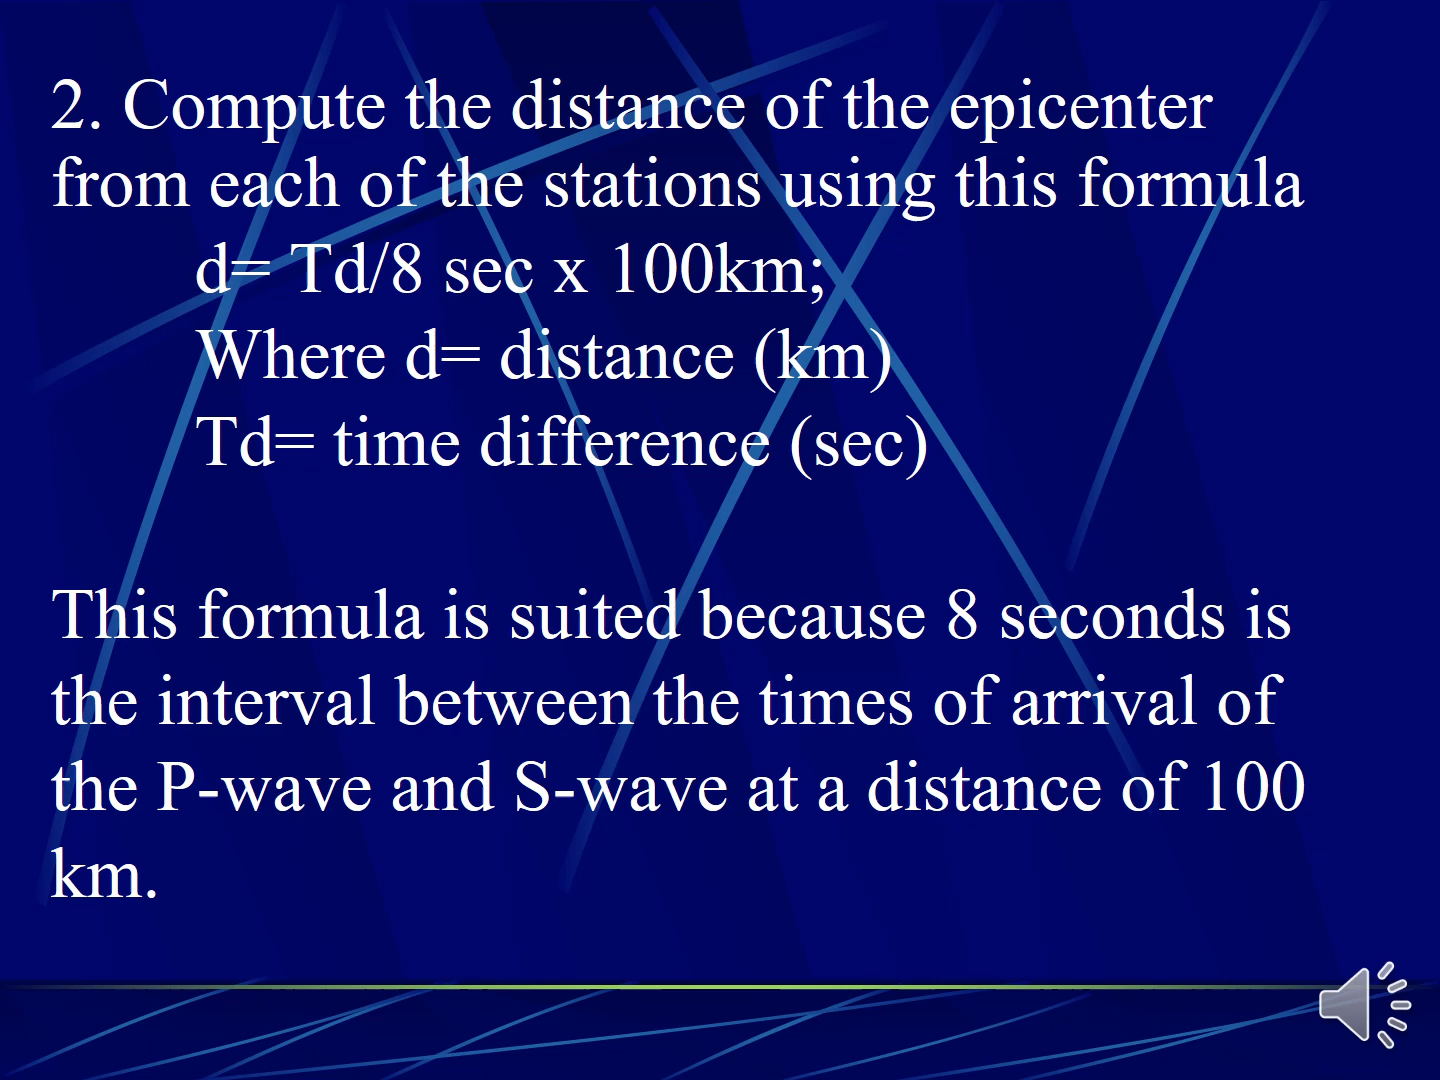 2. Compute the distance of the epicenter
from each of the stations using this formula
d= Td/8 sec x 100km;
Where d= distance (km)
Td= time difference (sec)
This formula is suited because 8 seconds is
the interval between the times of arrival of
the P-wave and S-wave at a distance of 100
km.